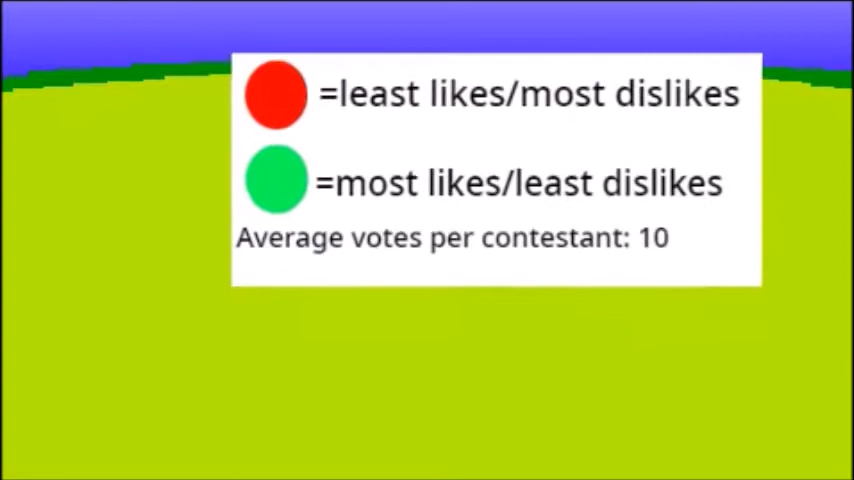 =least likes/most dislikes
=most likes/least dislikes
Average votes per contestant: 10